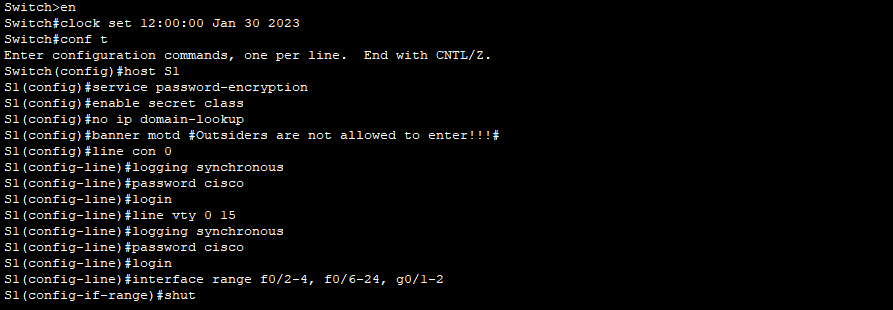 Switch>en
Switch#clock set 12:00:00 Jan 30 2023
Switch#conf t
Enter configuration commands, one per line.  End with CNTL/Z.
Switch(config)#host S1
S1(config)#service password-encryption
S1(config)#enable secret class
S1(config)#no ip domain-lookup
S1(config)#banner motd #Outsiders are not allowed to enter!!!#
S1(config)#line con 0
S1(config-line)#logging synchronous
S1(config-line)#password cisco
S1(config-line)#login
S1(config-line)#line vty 0 15
S1(config-line)#logging synchronous
S1(config-line)#password cisco
S1(config-line)#login
S1(config-line)#interface range f0/2-4, f0/6-24, g0/1-2
S1(config-if-range)#shut